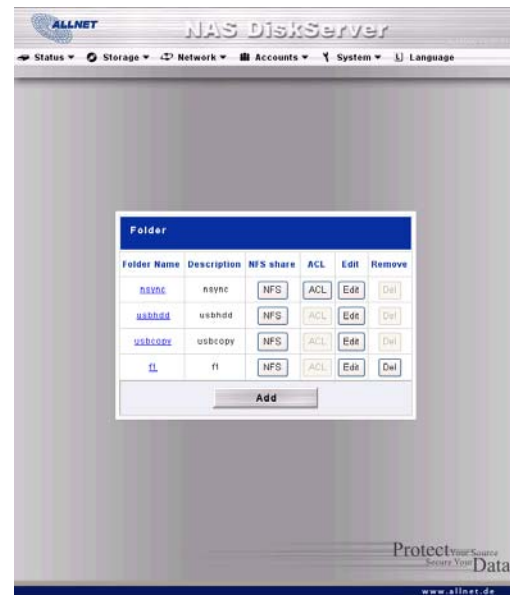 ALLNET
NAS DiskServer
Status Storage Network Accounts System Language
Folder
Folder Name Description NFS share ACL Edit Remove
nsync nsync NFS ACL Edit Del
usbhdd usbhdd NFS ACL Edit Del
usbcopy usbcopy NFS ACL Edit Del
f1 f1 NFS ACL Edit Del
Add
Protect Your Source
Secure Your Data
www.allnet.de